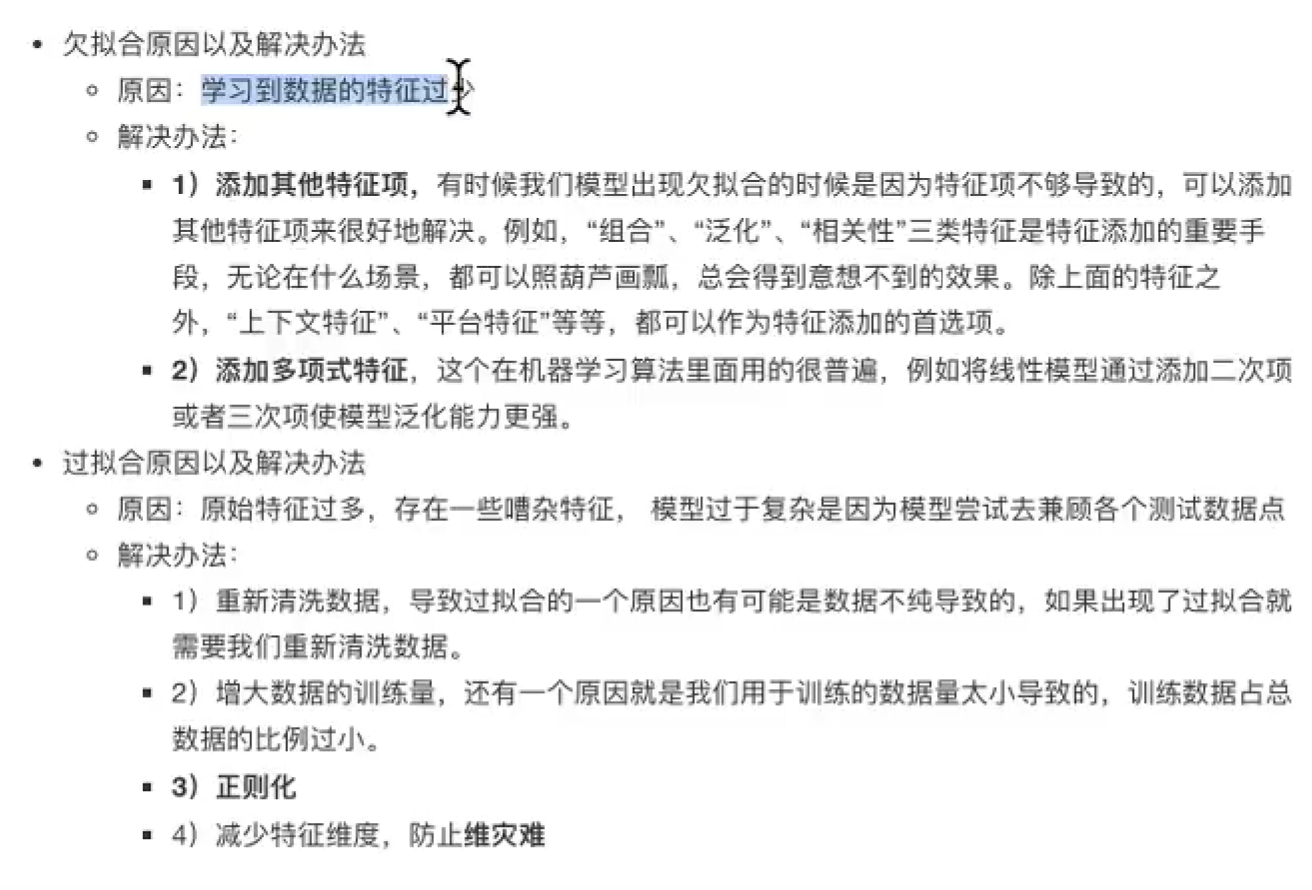 欠拟合原因以及解决办法
原因：学习到数据的特征过少
解决办法：
1）添加其他特征项，有时候我们模型出现欠拟合的时候是因为特征项不够导致的，可以添加
其他特征项来很好地解决。例如，“组合”、“泛化”、“相关性”三类特征是特征添加的重要手
段，无论在什么场景，都可以照葫芦画瓢，总会得到意想不到的效果。除上面的特征之
外，“上下文特征”、“平台特征”等等，都可以作为特征添加的首选项。
2）添加多项式特征，这个在机器学习算法里面用的很普遍，例如将线性模型通过添加二次项
或者三次项使模型泛化能力更强。
过拟合原因以及解决办法
原因：原始特征过多，存在一些嘈杂特征， 模型过于复杂是因为模型尝试去兼顾各个测试数据点
解决办法：
1）重新清洗数据，导致过拟合的一个原因也有可能是数据不纯导致的，如果出现了过拟合就
需要我们重新清洗数据。
2）增大数据的训练量，还有一个原因就是我们用于训练的数据量太小导致的，训练数据占总
数据的比例过小。
3）正则化
4）减少特征维度，防止维灾难